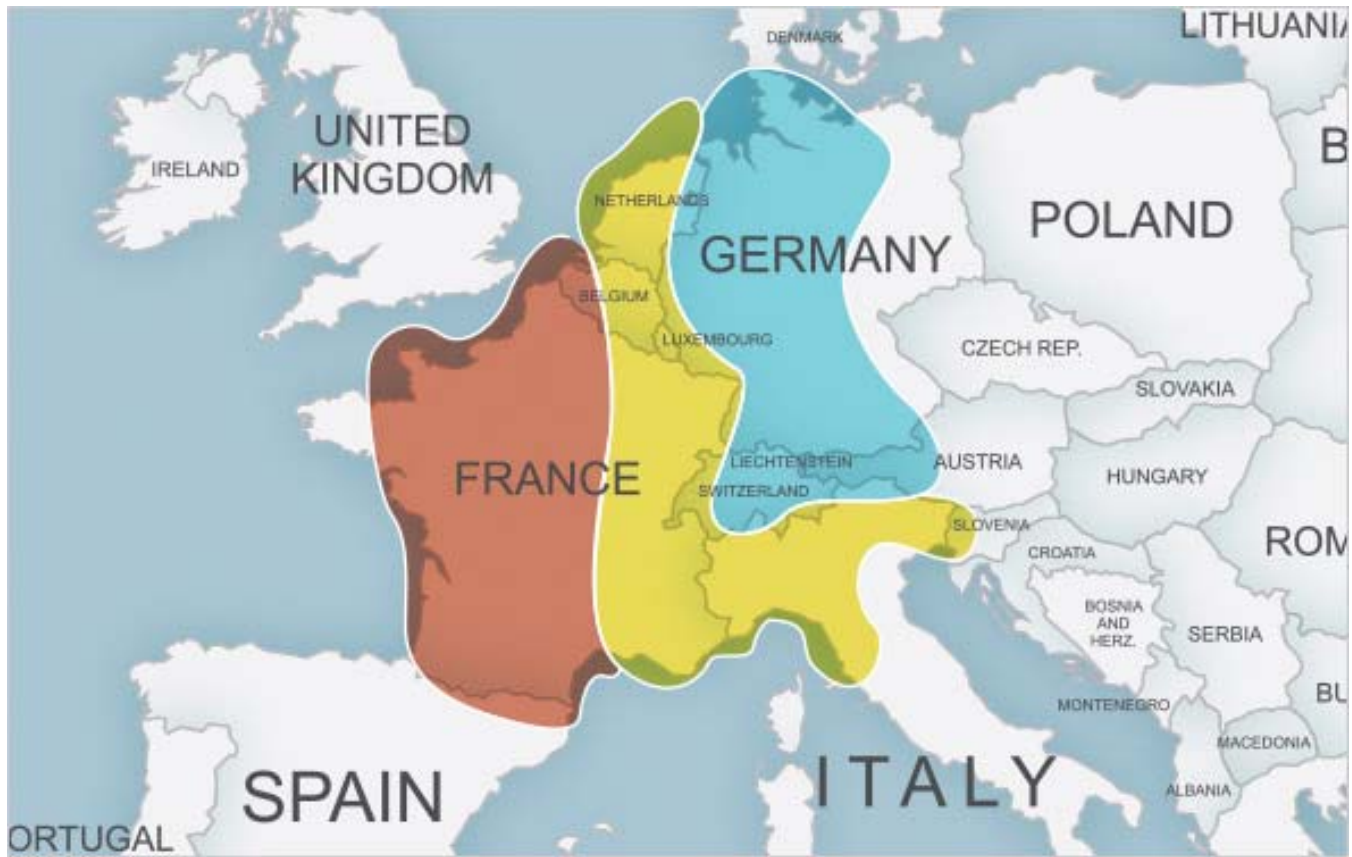 DENMARK
LITHUANIA
UNITED
KINGDOM
IRELAND
B
NETHERLANDS
POLAND
GERMANY
BELGIUM
LUXEMBOURG
CZECH REP.
SLOVAKIA
FRANCE
LIECHTENSTEIN
AUSTRIA
SWITZERLAND
HUNGARY
SLOVENIA
CROATIA
ROM
BOSNIA
AND
HERZ.
SERBIA
MONTENEGRO
BU
MACEDONIA
SPAIN
ITALY
ALBANIA
ORTUGAL